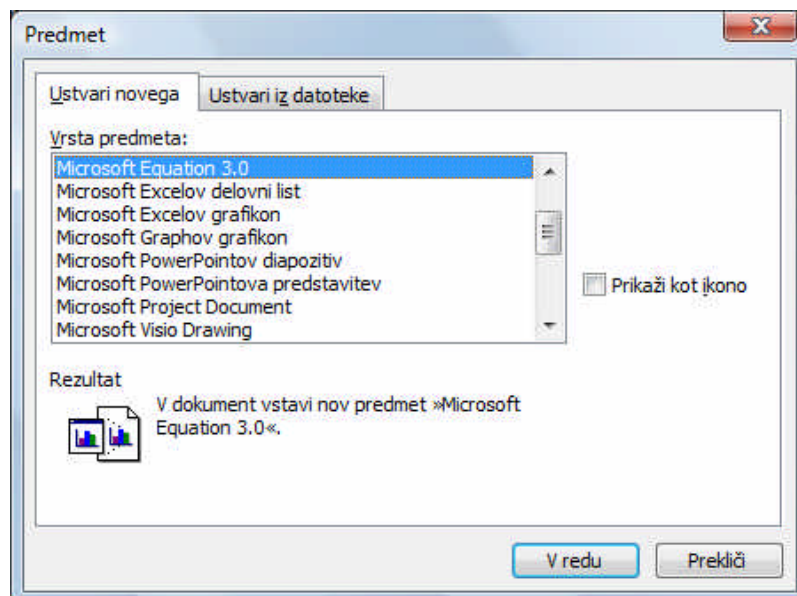 Predmet
Ustvari novega
Ustvari iz datoteke
Vrsta predmeta:
Microsoft Equation 3.0
Microsoft Excelov delovni list
Microsoft Excelov grafikon
Microsoft Graphov grafikon
Microsoft PowerPointov diapozitiv
Microsoft PowerPointova predstavitev
Microsoft Project Document
Microsoft Visio Drawing
Prikaži kot ikono
Rezultat
V dokument vstavi nov predmet »Microsoft
Equation 3.0«.
V redu
Prekliči